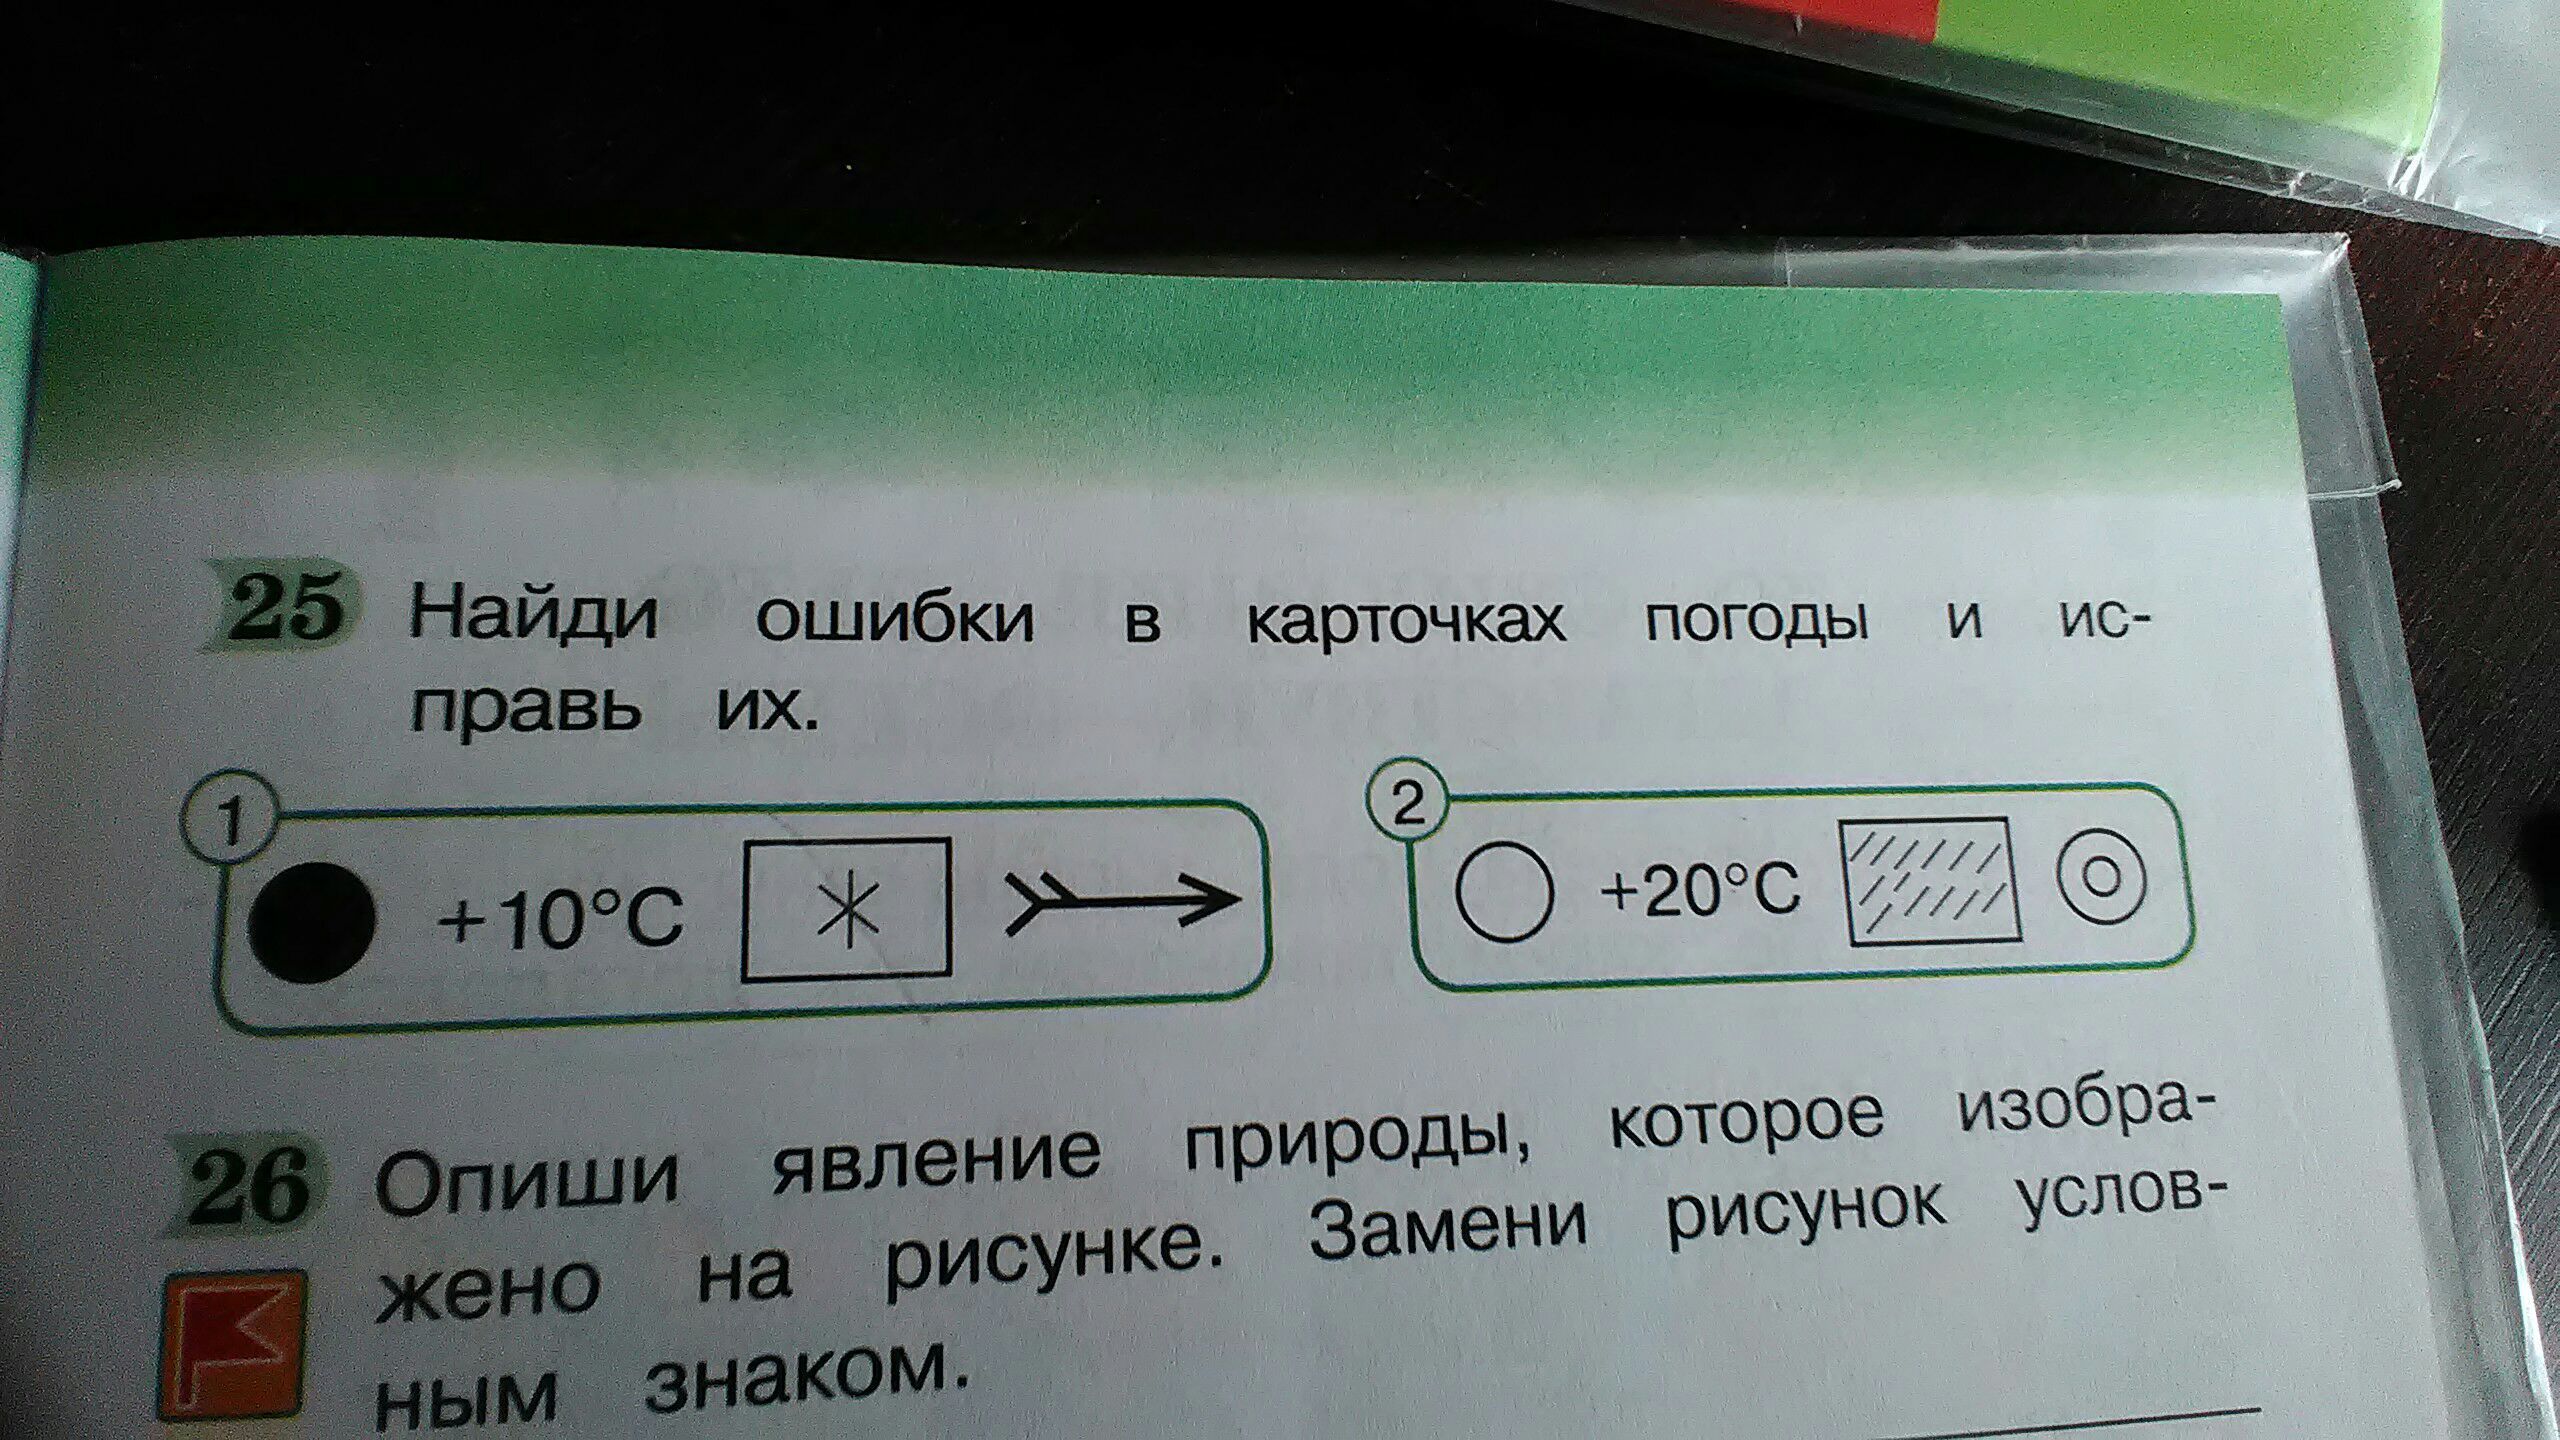 25 Найди ошибки в карточках погоды и ис-
правь их.
1 +10°C
2 +20°C
26 Опиши явление природы, которое изобра-
жено на рисунке. Замени рисунок услов-
ным знаком.